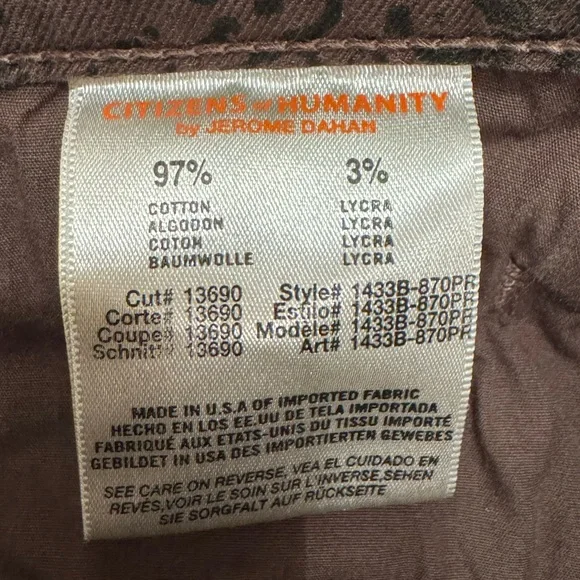 CITIZENS of HUMANITY
by JEROME DAHAN
97% 3%
COTTON LYCRA
ALGODON LYCRA
COTON LYCRA
BAUMWOLLE LYCRA
Cut# 13690 Style# 1433B-870PR
Corte# 13690 Estilo# 1433B-870PR
Coupe# 13690 Modele# 1433B-870PR
Schnitt# 13690 Art# 1433B-870PR
MADE IN U.S.A OF IMPORTED FABRIC
HECHO EN LOS EE.UU DE TELA IMPORTADA
FABRIQUÉ AUX ETATS-UNIS DU TISSU IMPORTÉ
GEBILDET IN USA DES IMPORTIERTEN GEWEBES
SEE CARE ON REVERSE, VEA EL CUIDADO EN
REVÉS,VOIR LE SOIN SUR L'INVERSE,SEHEN
SIE SORGFALT AUF RÜCKSEITE